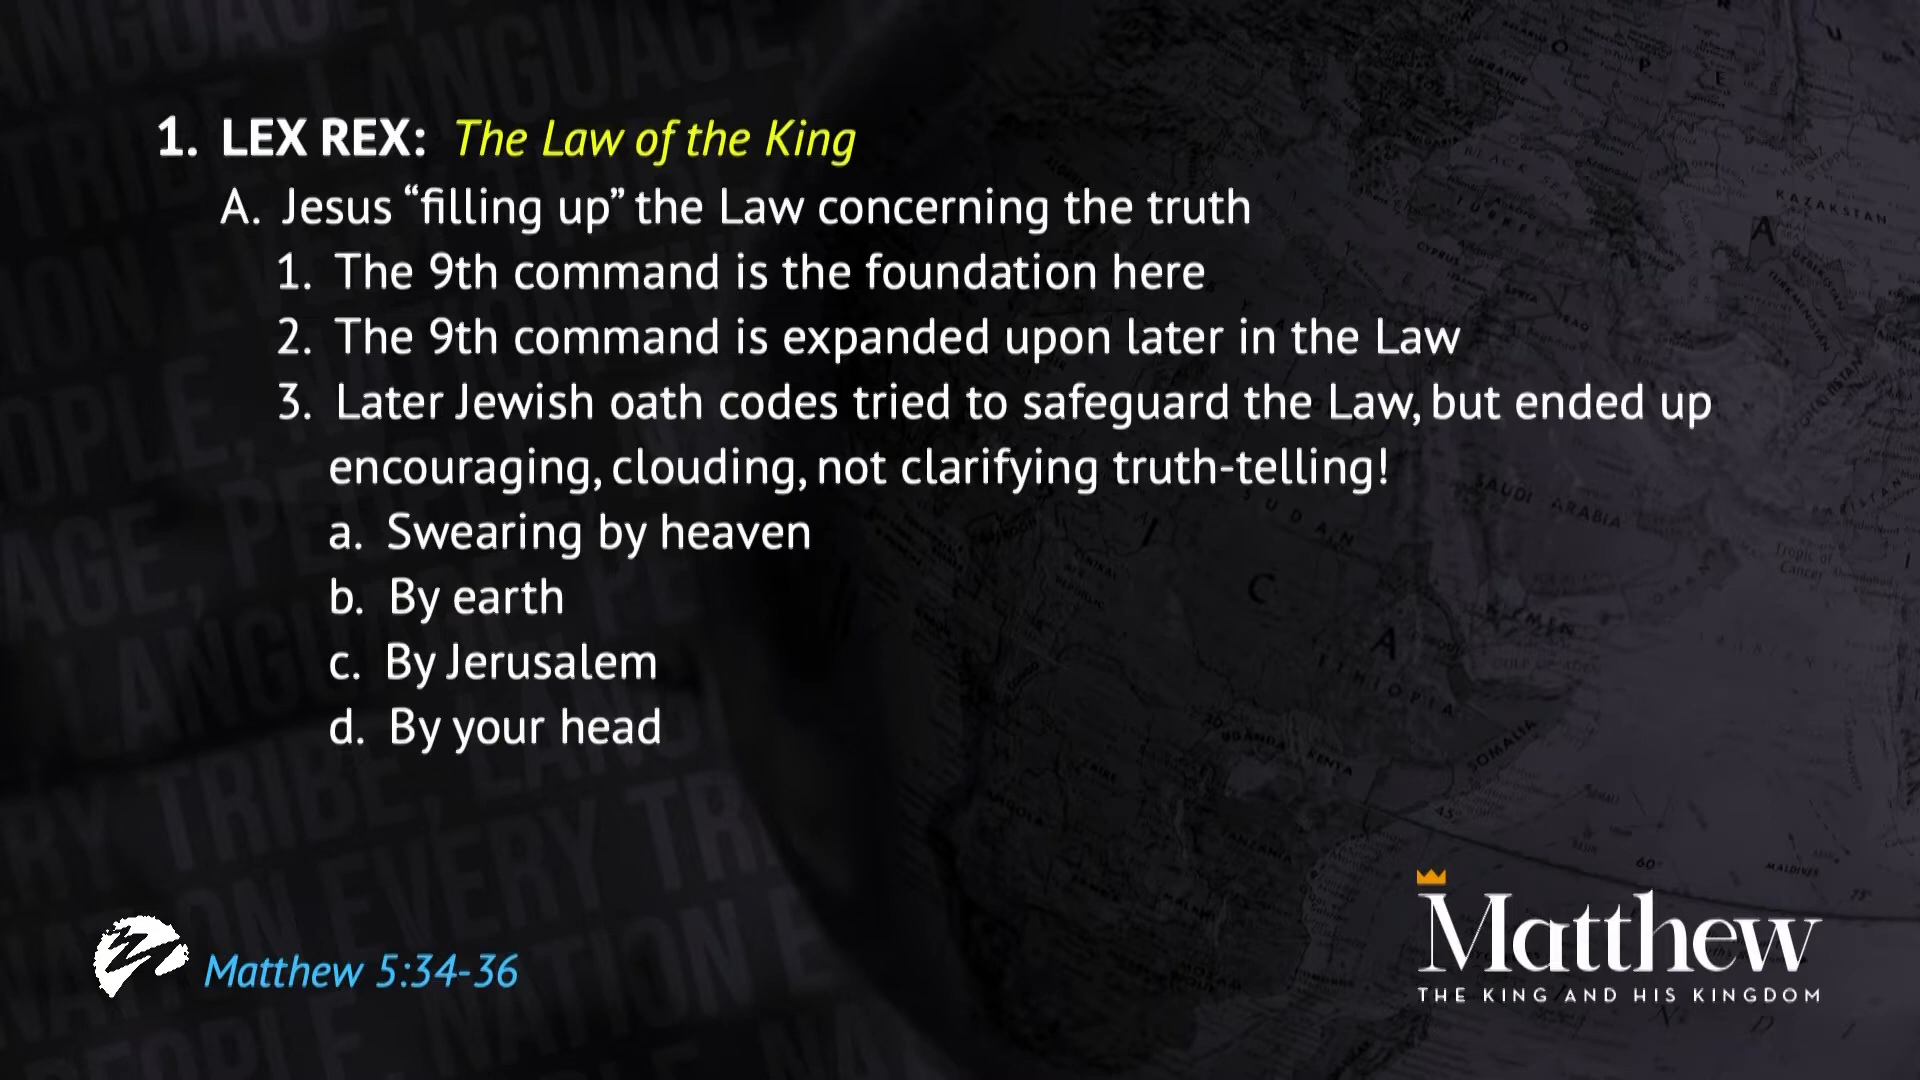 1. LEX REX: The Law of the King
A. Jesus “filling up” the Law concerning the truth
1. The 9th command is the foundation here
2. The 9th command is expanded upon later in the Law
3. Later Jewish oath codes tried to safeguard the Law, but ended up
encouraging, clouding, not clarifying truth-telling!
a. Swearing by heaven
b. By earth
c. By Jerusalem
d. By your head
Matthew 5:34-36
Matthew
THE KING AND HIS KINGDOM